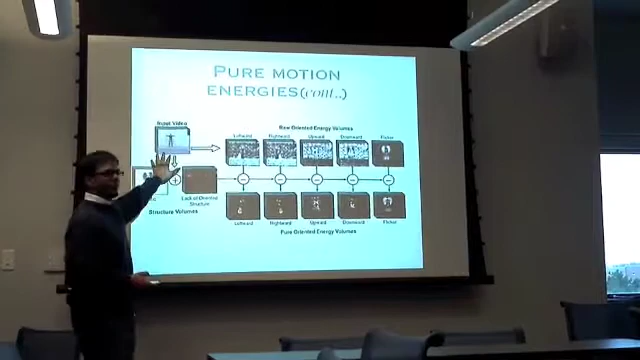 PURE MOTION
ENERGIES(cont..)
Input Video
Raw Oriented Energy Volumes
Leftward Rightward Upward Downward Flicker
Lack of Oriented
Structure
Structure Volumes
Leftward Rightward Upward Downward Flicker
Pure Oriented Energy Volumes